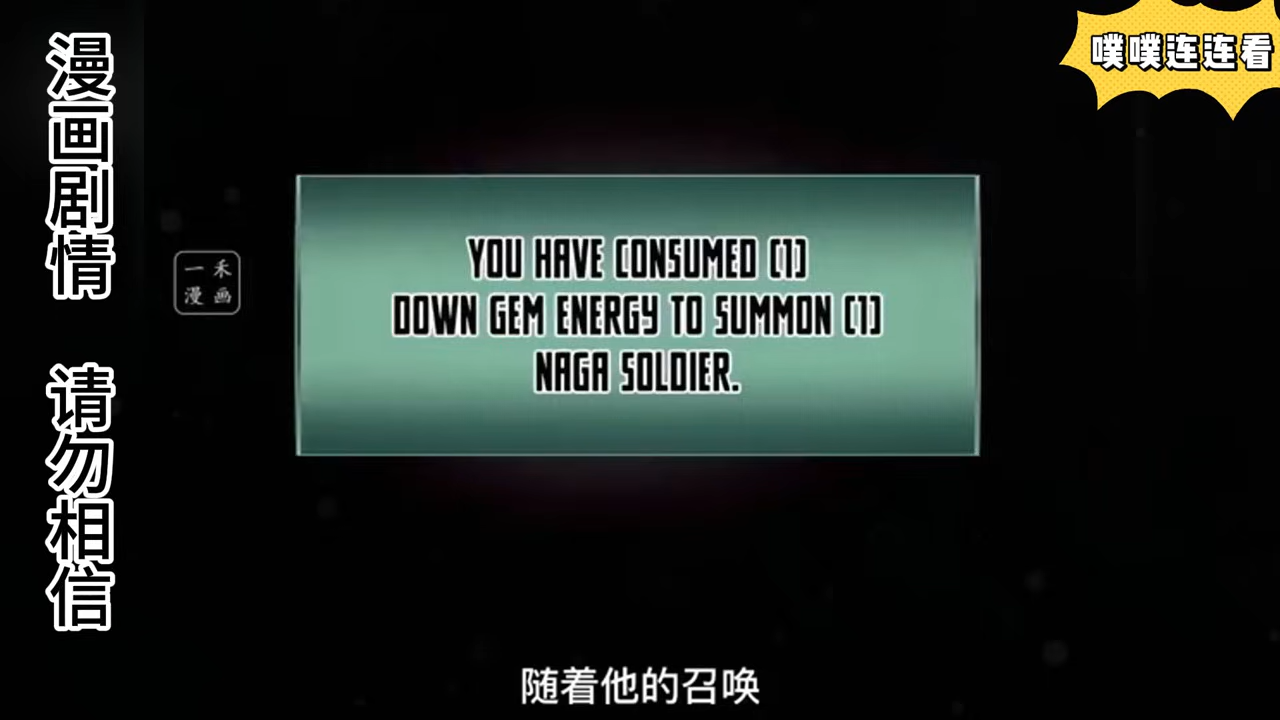 漫画剧情 请勿相信
噗噗连连看
一禾
漫画
YOU HAVE CONSUMED (1)
DOWN GEM ENERGY TO SUMMON (1)
NAGA SOLDIER.
随着他的召唤